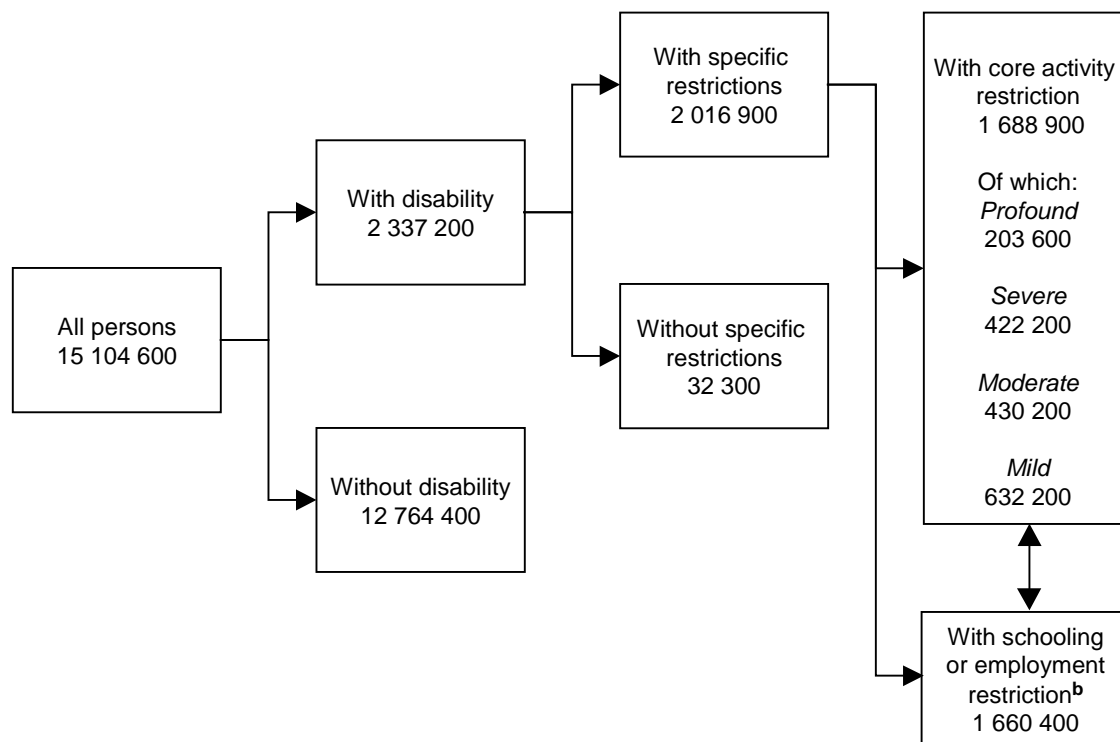 All persons
15 104 600
With disability
2 337 200
Without disability
12 764 400
With specific
restrictions
2 016 900
Without specific
restrictions
32 300
With core activity
restriction
1 688 900
Of which:
Profound
203 600
Severe
422 200
Moderate
430 200
Mild
632 200
With schooling
or employment
restrictionb
1 660 400